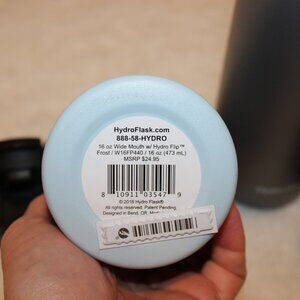 HydroFlask.com
888-58-HYDRO
16 oz Wide Mouth w/ Hydro Flip™
Frost / W16FP440 / 16 oz (473 mL)
MSRP $24.95
8 10911 03547 9
© 2018 Hydro Flask®
All rights reserved. Patent Pending.
Designed in Bend, OR.